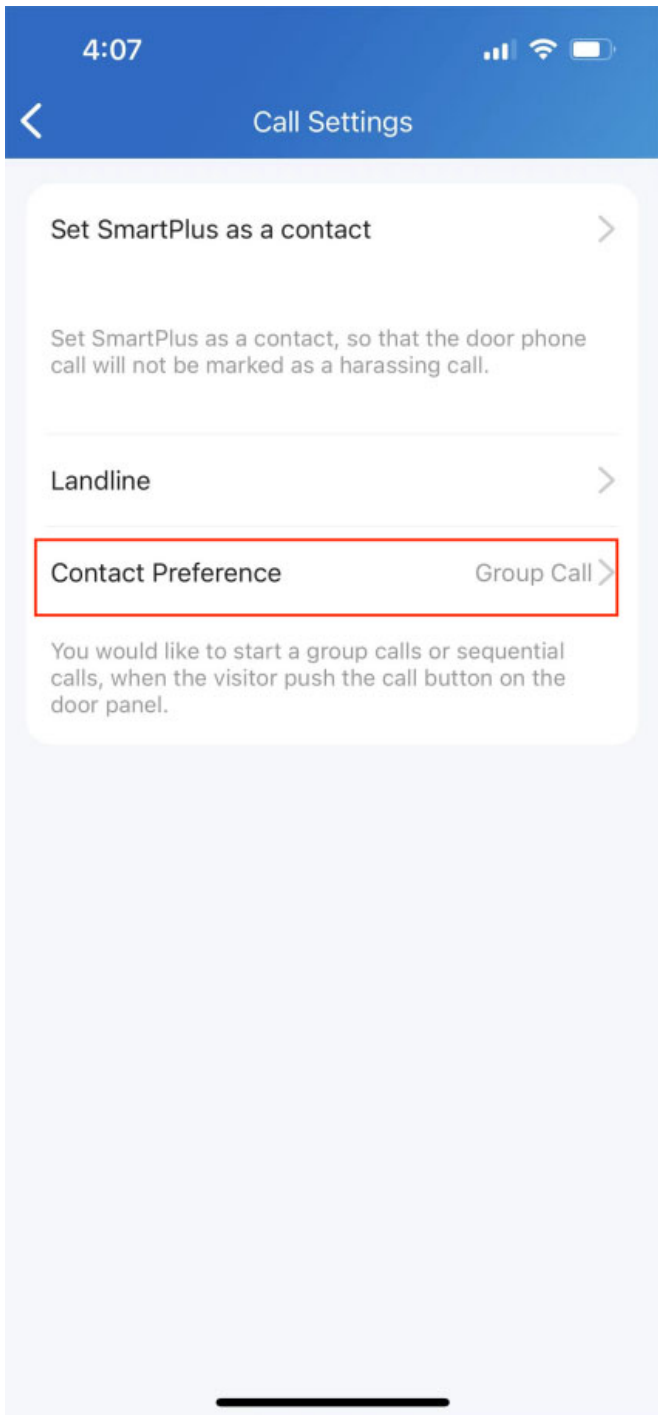 4:07
Call Settings
Set SmartPlus as a contact
Set SmartPlus as a contact, so that the door phone
call will not be marked as a harassing call.
Landline
Contact Preference Group Call
You would like to start a group calls or sequential
calls, when the visitor push the call button on the
door panel.